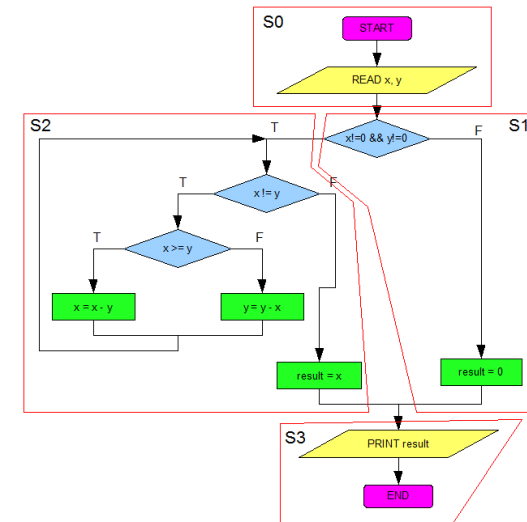 S0
START
READ x, y
S2
S1
T
x!=0 && y!=0
F
T
x != y
F
T
x >= y
F
x = x - y
y = y - x
result = x
result = 0
S3
PRINT result
END